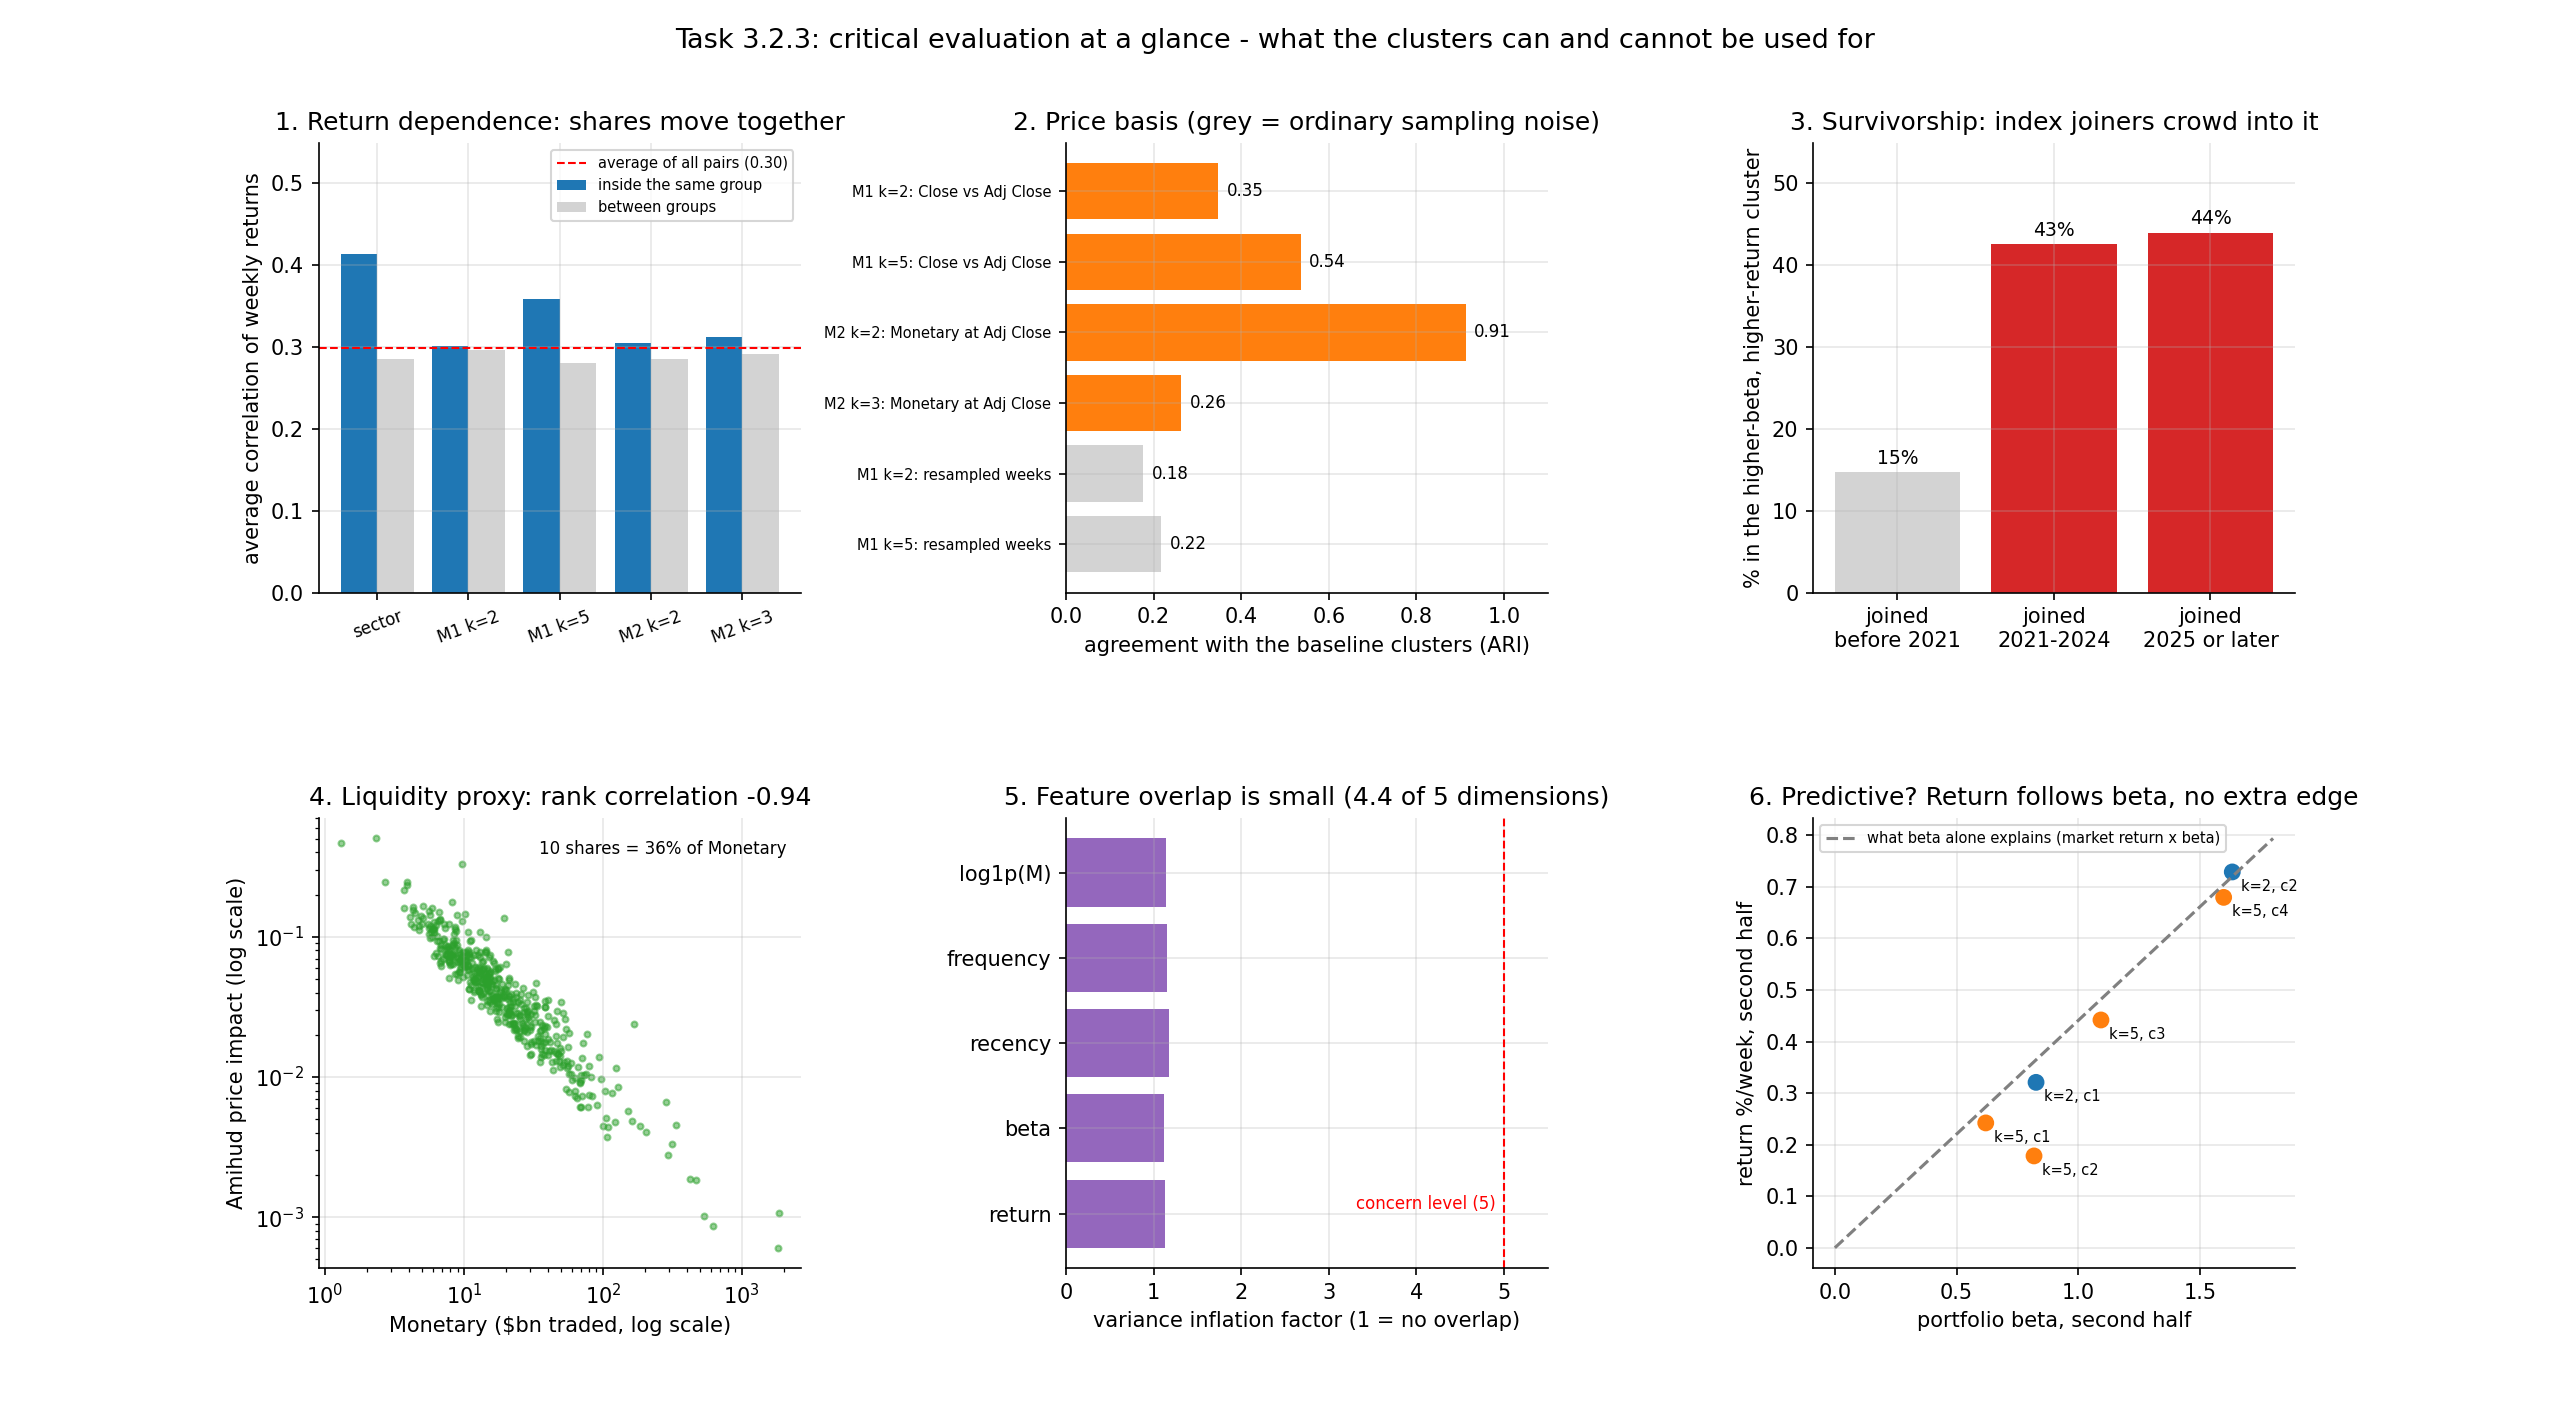 Task 3.2.3: critical evaluation at a glance - what the clusters can and cannot be used for
1. Return dependence: shares move together
average correlation of weekly returns
0.5
0.4
0.3
0.2
0.1
0.0
average of all pairs (0.30)
inside the same group
between groups
sector
M1 k=2
M1 k=5
M2 k=2
M2 k=3
2. Price basis (grey = ordinary sampling noise)
M1 k=2: Close vs Adj Close
0.35
M1 k=5: Close vs Adj Close
0.54
M2 k=2: Monetary at Adj Close
0.91
M2 k=3: Monetary at Adj Close
0.26
M1 k=2: resampled weeks
0.18
M1 k=5: resampled weeks
0.22
0.0
0.2
0.4
0.6
0.8
1.0
agreement with the baseline clusters (ARI)
3. Survivorship: index joiners crowd into it
% in the higher-beta, higher-return cluster
50
40
30
20
10
0
15%
43%
44%
joined
before 2021
joined
2021-2024
joined
2025 or later
4. Liquidity proxy: rank correlation -0.94
Amihud price impact (log scale)
10⁻¹
10⁻²
10⁻³
10 shares = 36% of Monetary
10⁰
10¹
10²
10³
Monetary ($bn traded, log scale)
5. Feature overlap is small (4.4 of 5 dimensions)
log1p(M)
frequency
recency
beta
return
concern level (5)
0
1
2
3
4
5
variance inflation factor (1 = no overlap)
6. Predictive? Return follows beta, no extra edge
return %/week, second half
0.8
0.7
0.6
0.5
0.4
0.3
0.2
0.1
0.0
what beta alone explains (market return x beta)
k=2, c2
k=5, c4
k=5, c3
k=2, c1
k=5, c1
k=5, c2
0.0
0.5
1.0
1.5
portfolio beta, second half